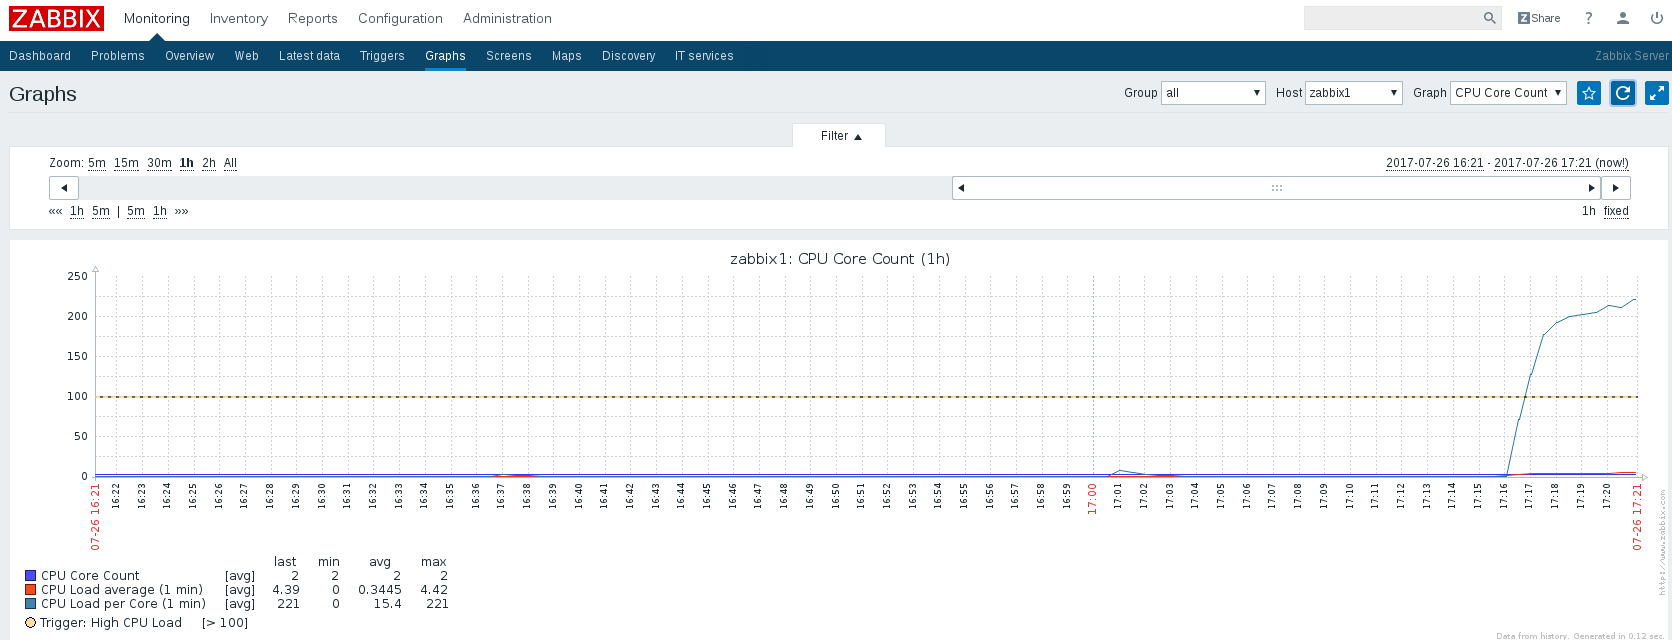 ZABBIX Monitoring Inventory Reports Configuration Administration Z Share ?
Dashboard Problems Overview Web Latest data Triggers Graphs Screens Maps Discovery IT services Zabbix Server
Graphs Group all Host zabbix1 Graph CPU Core Count
Filter
Zoom: 5m 15m 30m 1h 2h All 2017-07-26 16:21 - 2017-07-26 17:21 (now!)
«« 1h 5m | 5m 1h »» 1h fixed
zabbix1: CPU Core Count (1h)
250
200
150
100
50
0
07-26 16:21 16:22 16:23 16:24 16:25 16:26 16:27 16:28 16:29 16:30 16:31 16:32 16:33 16:34 16:35 16:36 16:37 16:38 16:39 16:40 16:41 16:42 16:43 16:44 16:45 16:46 16:47 16:48 16:49 16:50 16:51 16:52 16:53 16:54 16:55 16:56 16:57 16:58 16:59 17:00 17:01 17:02 17:03 17:04 17:05 17:06 17:07 17:08 17:09 17:10 17:11 17:12 17:13 17:14 17:15 17:16 17:17 17:18 17:19 17:20 07-26 17:21
http://www.zabbix.com
last min avg max
CPU Core Count [avg] 2 2 2 2
CPU Load average (1 min) [avg] 4.39 0 0.3445 4.42
CPU Load per Core (1 min) [avg] 221 0 15.4 221
Trigger: High CPU Load [> 100]
Data from history. Generated in 0.12 sec.